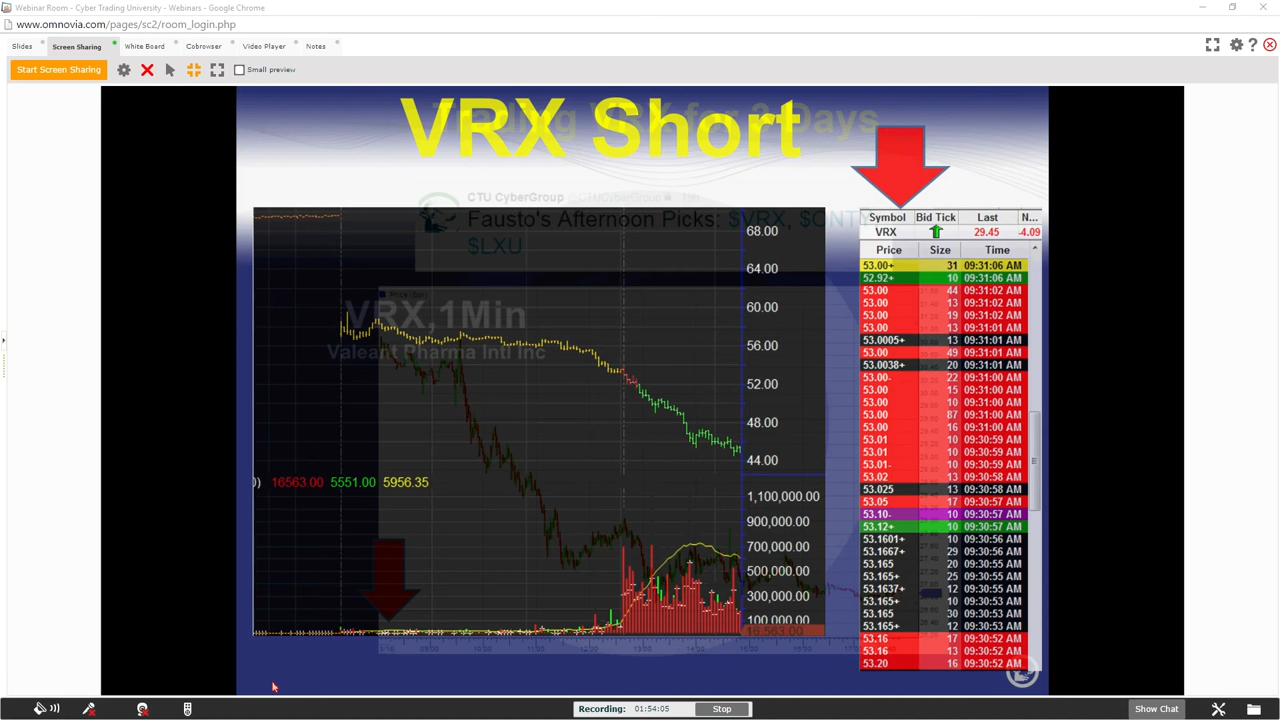 Webinar Room - Cyber Trading University - Webinars - Google Chrome
www.omnovia.com/pages/sc2/room_login.php
Slides Screen Sharing White Board Cobrowser Video Player Notes
Start Screen Sharing Small preview
VRX Short
VRX for 2 Days
CTU CyberGroup @CTUCyberGroup
Fausto's Afternoon Picks: $VRX, $ONTY
$LXU
VRX,1Min
Valeant Pharma Intl Inc
68.00
64.00
60.00
56.00
52.00
48.00
44.00
16563.00 5551.00 5956.35
1,100,000.00
900,000.00
700,000.00
500,000.00
300,000.00
100,000.00
16,563.00
Symbol Bid Tick Last N...
VRX 29.45 -4.09
Price Size Time
53.00+ 31 09:31:06 AM
52.92+ 10 09:31:06 AM
53.00 44 09:31:02 AM
53.00 13 09:31:02 AM
53.00 19 09:31:02 AM
53.00 13 09:31:01 AM
53.0005+ 13 09:31:01 AM
53.00 49 09:31:01 AM
53.0038+ 20 09:31:01 AM
53.00- 22 09:31:00 AM
53.00 15 09:31:00 AM
53.00 10 09:31:00 AM
53.00 87 09:31:00 AM
53.00 16 09:31:00 AM
53.01 10 09:30:59 AM
53.01 10 09:30:59 AM
53.01- 10 09:30:59 AM
53.02 10 09:30:58 AM
53.025 13 09:30:58 AM
53.05 17 09:30:57 AM
53.10- 10 09:30:57 AM
53.12+ 10 09:30:57 AM
53.1601+ 10 09:30:56 AM
53.1667+ 29 09:30:56 AM
53.165 20 09:30:55 AM
53.165+ 25 09:30:55 AM
53.1637+ 12 09:30:55 AM
53.165+ 10 09:30:53 AM
53.165 30 09:30:53 AM
53.165+ 12 09:30:53 AM
53.16 17 09:30:52 AM
53.16 13 09:30:52 AM
53.20 16 09:30:52 AM
Recording: 01:54:05 Stop
Show Chat